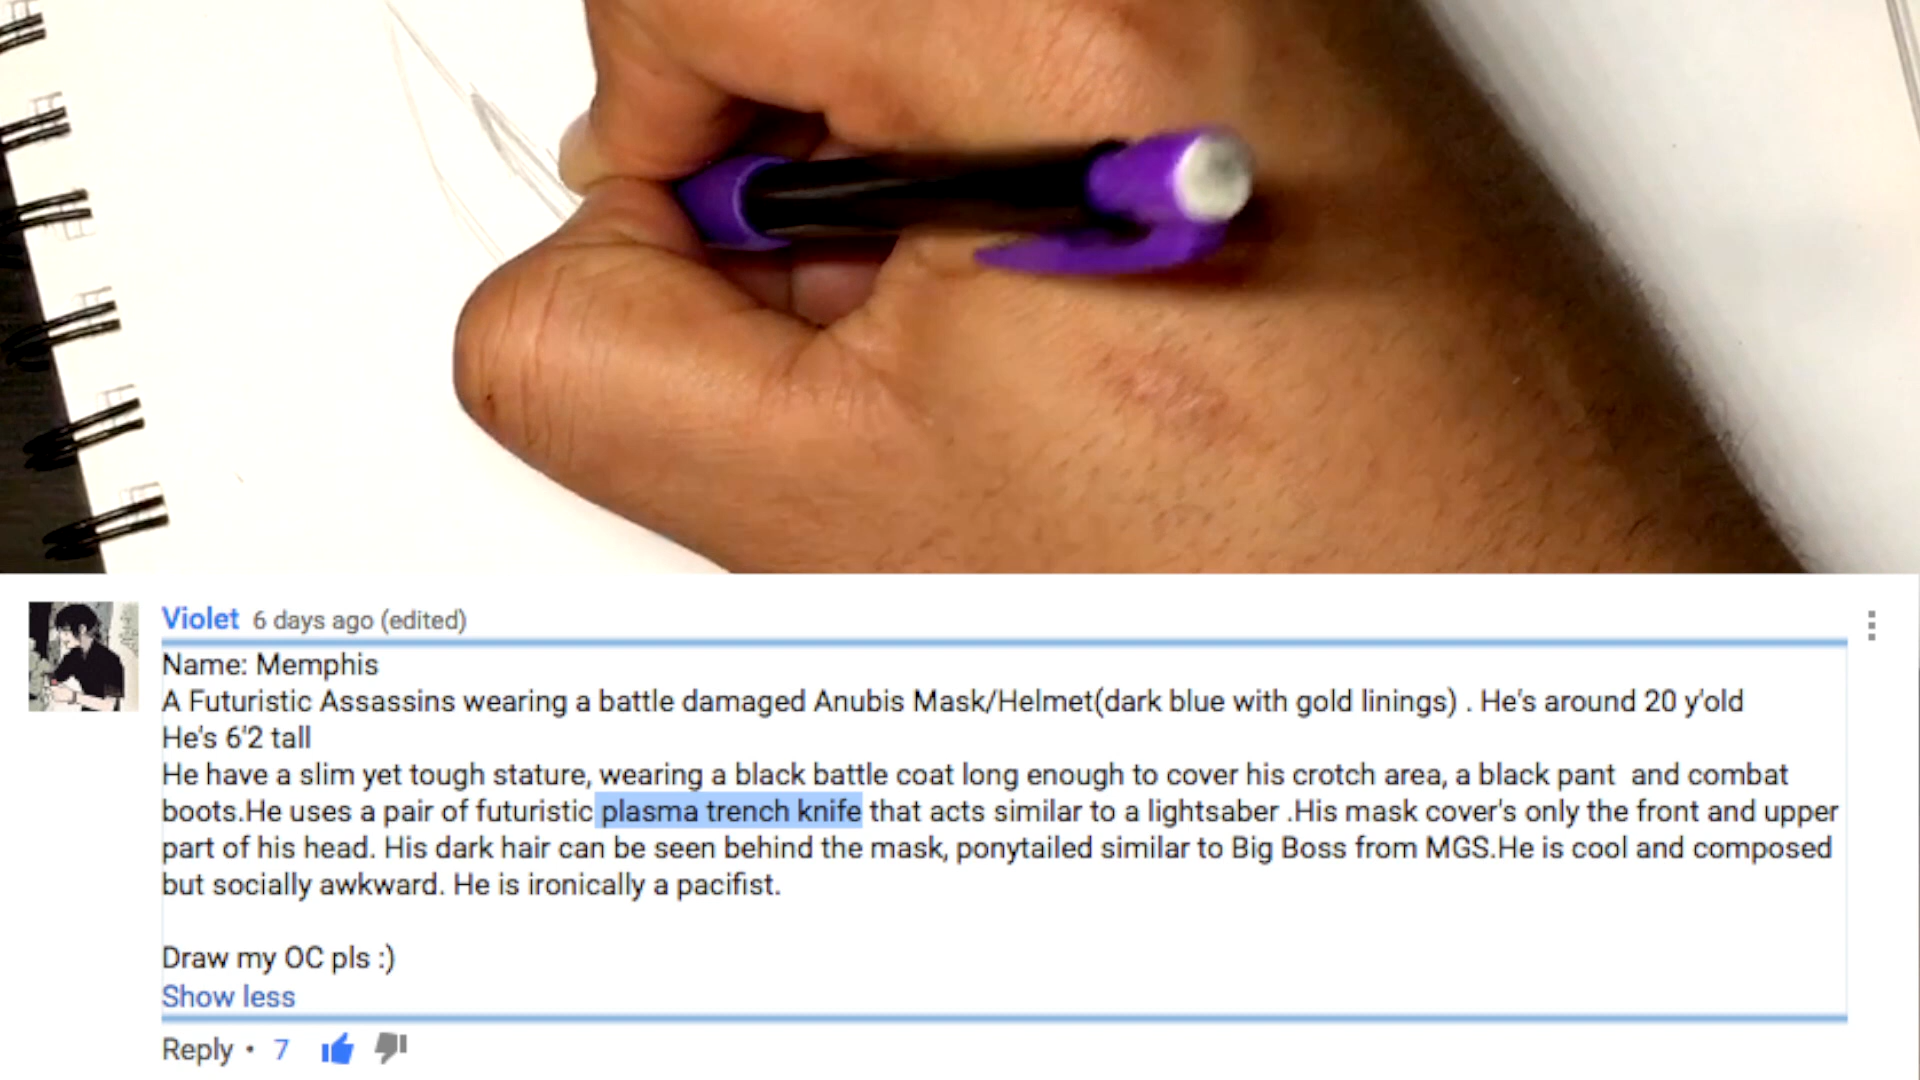 Violet 6 days ago (edited)
Name: Memphis
A Futuristic Assassins wearing a battle damaged Anubis Mask/Helmet(dark blue with gold linings) . He's around 20 y'old
He's 6'2 tall
He have a slim yet tough stature, wearing a black battle coat long enough to cover his crotch area, a black pant  and combat
boots.He uses a pair of futuristic plasma trench knife that acts similar to a lightsaber .His mask cover's only the front and upper
part of his head. His dark hair can be seen behind the mask, ponytailed similar to Big Boss from MGS.He is cool and composed
but socially awkward. He is ironically a pacifist.
Draw my OC pls :)
Show less
Reply • 7